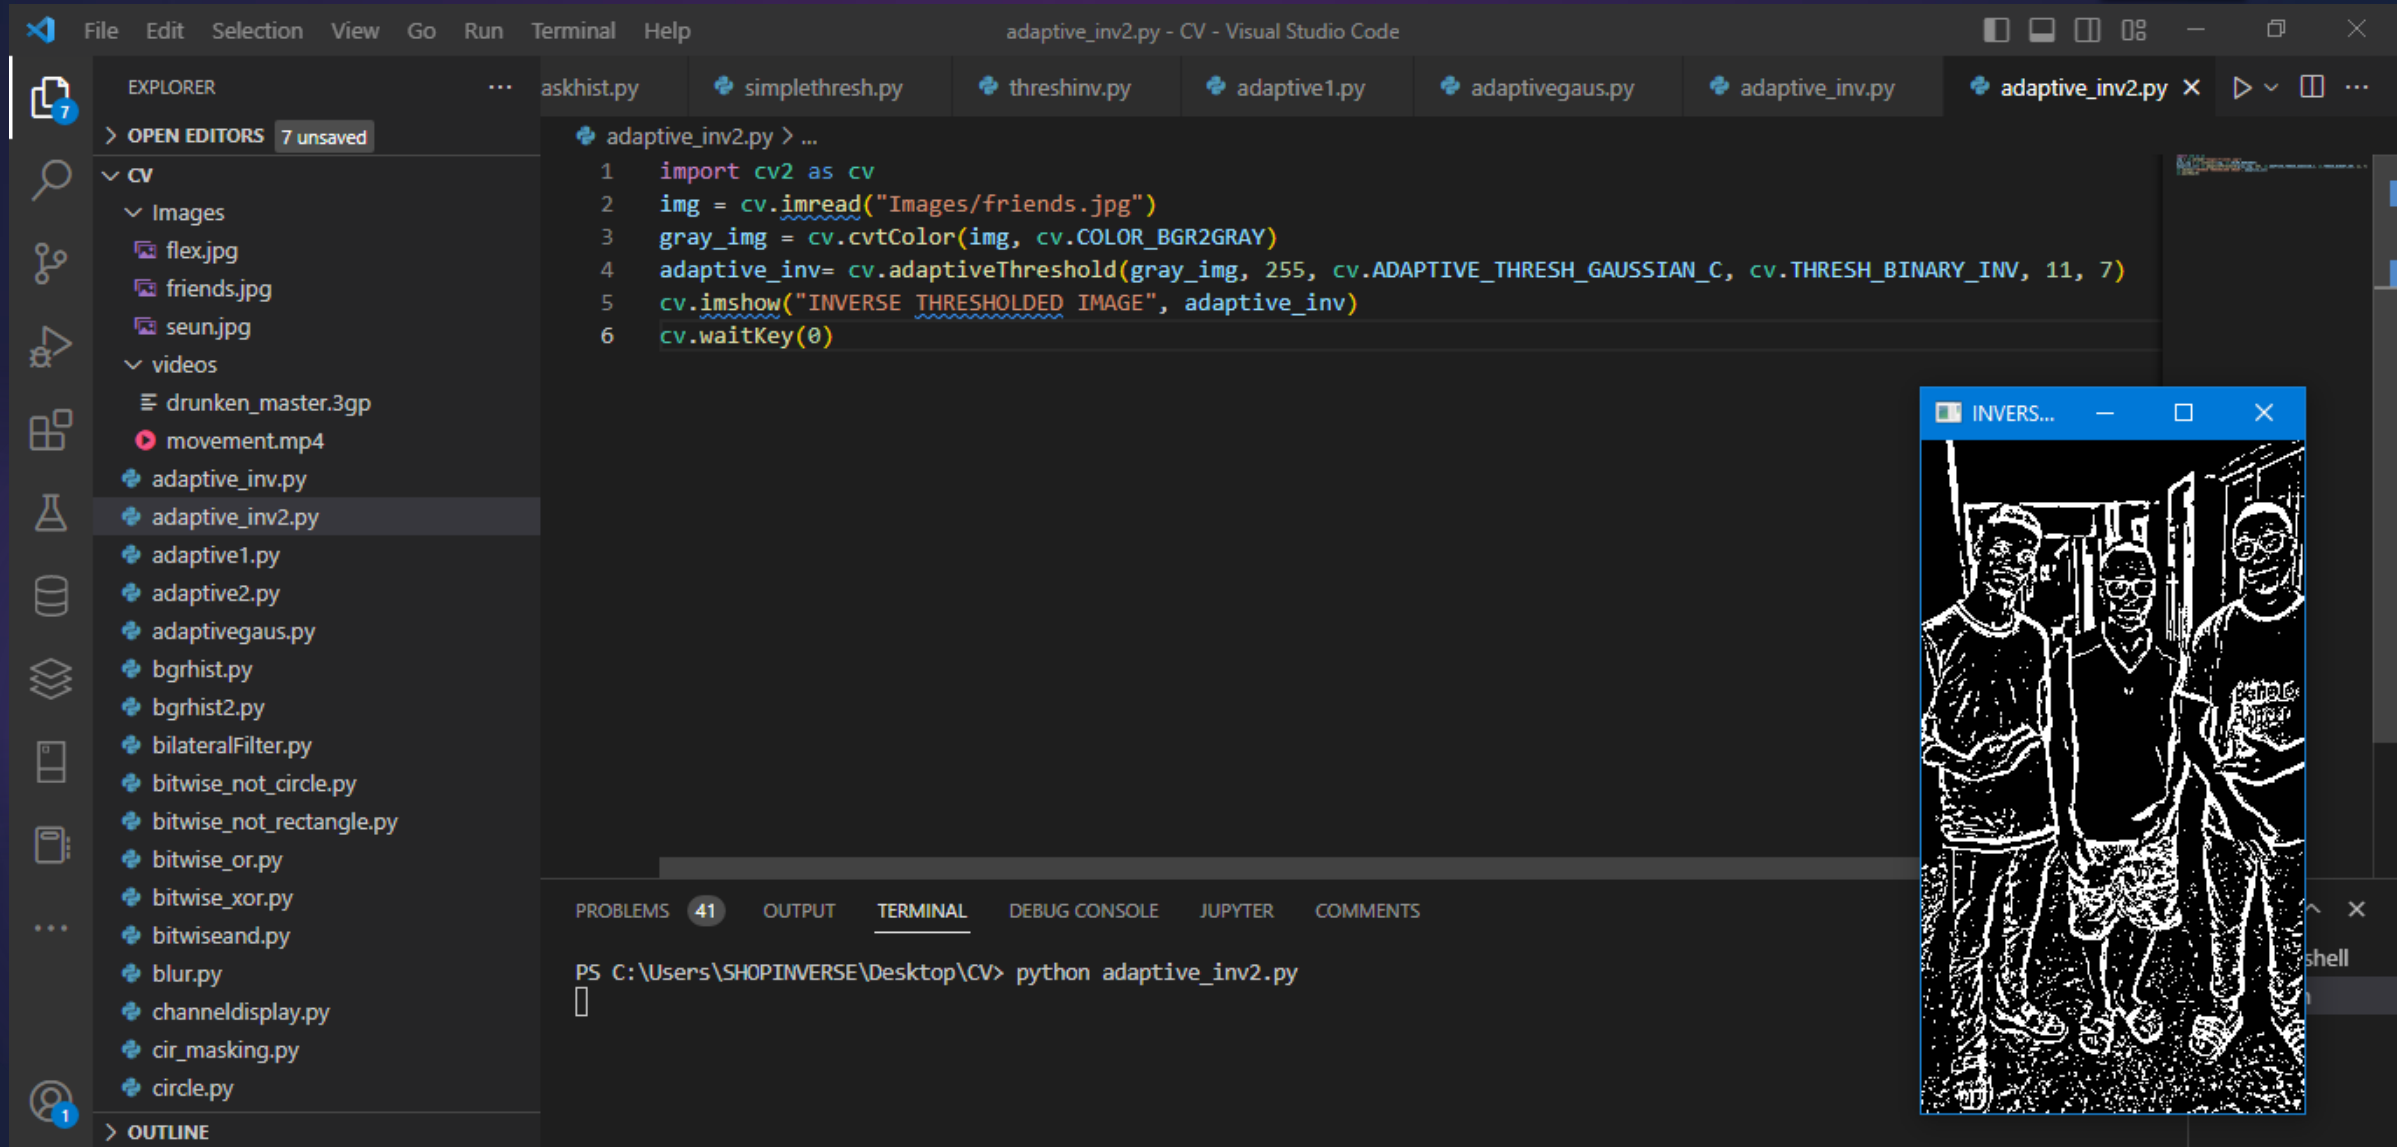 File Edit Selection View Go Run Terminal Help
adaptive_inv2.py - CV - Visual Studio Code
EXPLORER
askhist.py simplethresh.py threshinv.py adaptive1.py adaptivegaus.py adaptive_inv.py adaptive_inv2.py
7
OPEN EDITORS 7 unsaved
CV
Images
flex.jpg
friends.jpg
seun.jpg
videos
drunken_master.3gp
movement.mp4
adaptive_inv.py
adaptive_inv2.py
adaptive1.py
adaptive2.py
adaptivegaus.py
bgrhist.py
bgrhist2.py
bilateralFilter.py
bitwise_not_circle.py
bitwise_not_rectangle.py
bitwise_or.py
bitwise_xor.py
bitwiseand.py
blur.py
channeldisplay.py
cir_masking.py
circle.py
OUTLINE
1
adaptive_inv2.py > ...
1 import cv2 as cv
2 img = cv.imread("Images/friends.jpg")
3 gray_img = cv.cvtColor(img, cv.COLOR_BGR2GRAY)
4 adaptive_inv= cv.adaptiveThreshold(gray_img, 255, cv.ADAPTIVE_THRESH_GAUSSIAN_C, cv.THRESH_BINARY_INV, 11, 7)
5 cv.imshow("INVERSE THRESHOLDED IMAGE", adaptive_inv)
6 cv.waitKey(0)
INVERS...
PROBLEMS 41 OUTPUT TERMINAL DEBUG CONSOLE JUPYTER COMMENTS
PS C:\Users\SHOPINVERSE\Desktop\CV> python adaptive_inv2.py
shell